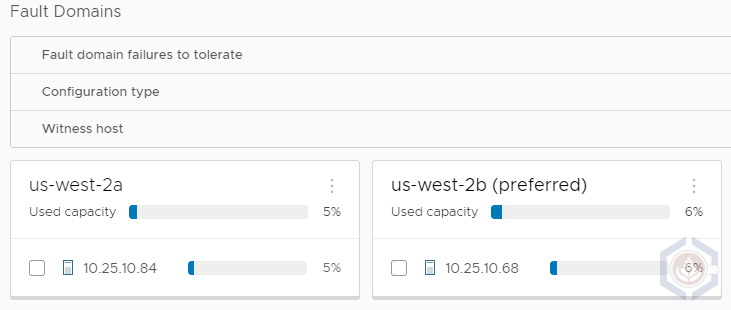 Fault Domains
Fault domain failures to tolerate
Configuration type
Witness host
us-west-2a
Used capacity 5%
10.25.10.84 5%
us-west-2b (preferred)
Used capacity 6%
10.25.10.68 6%